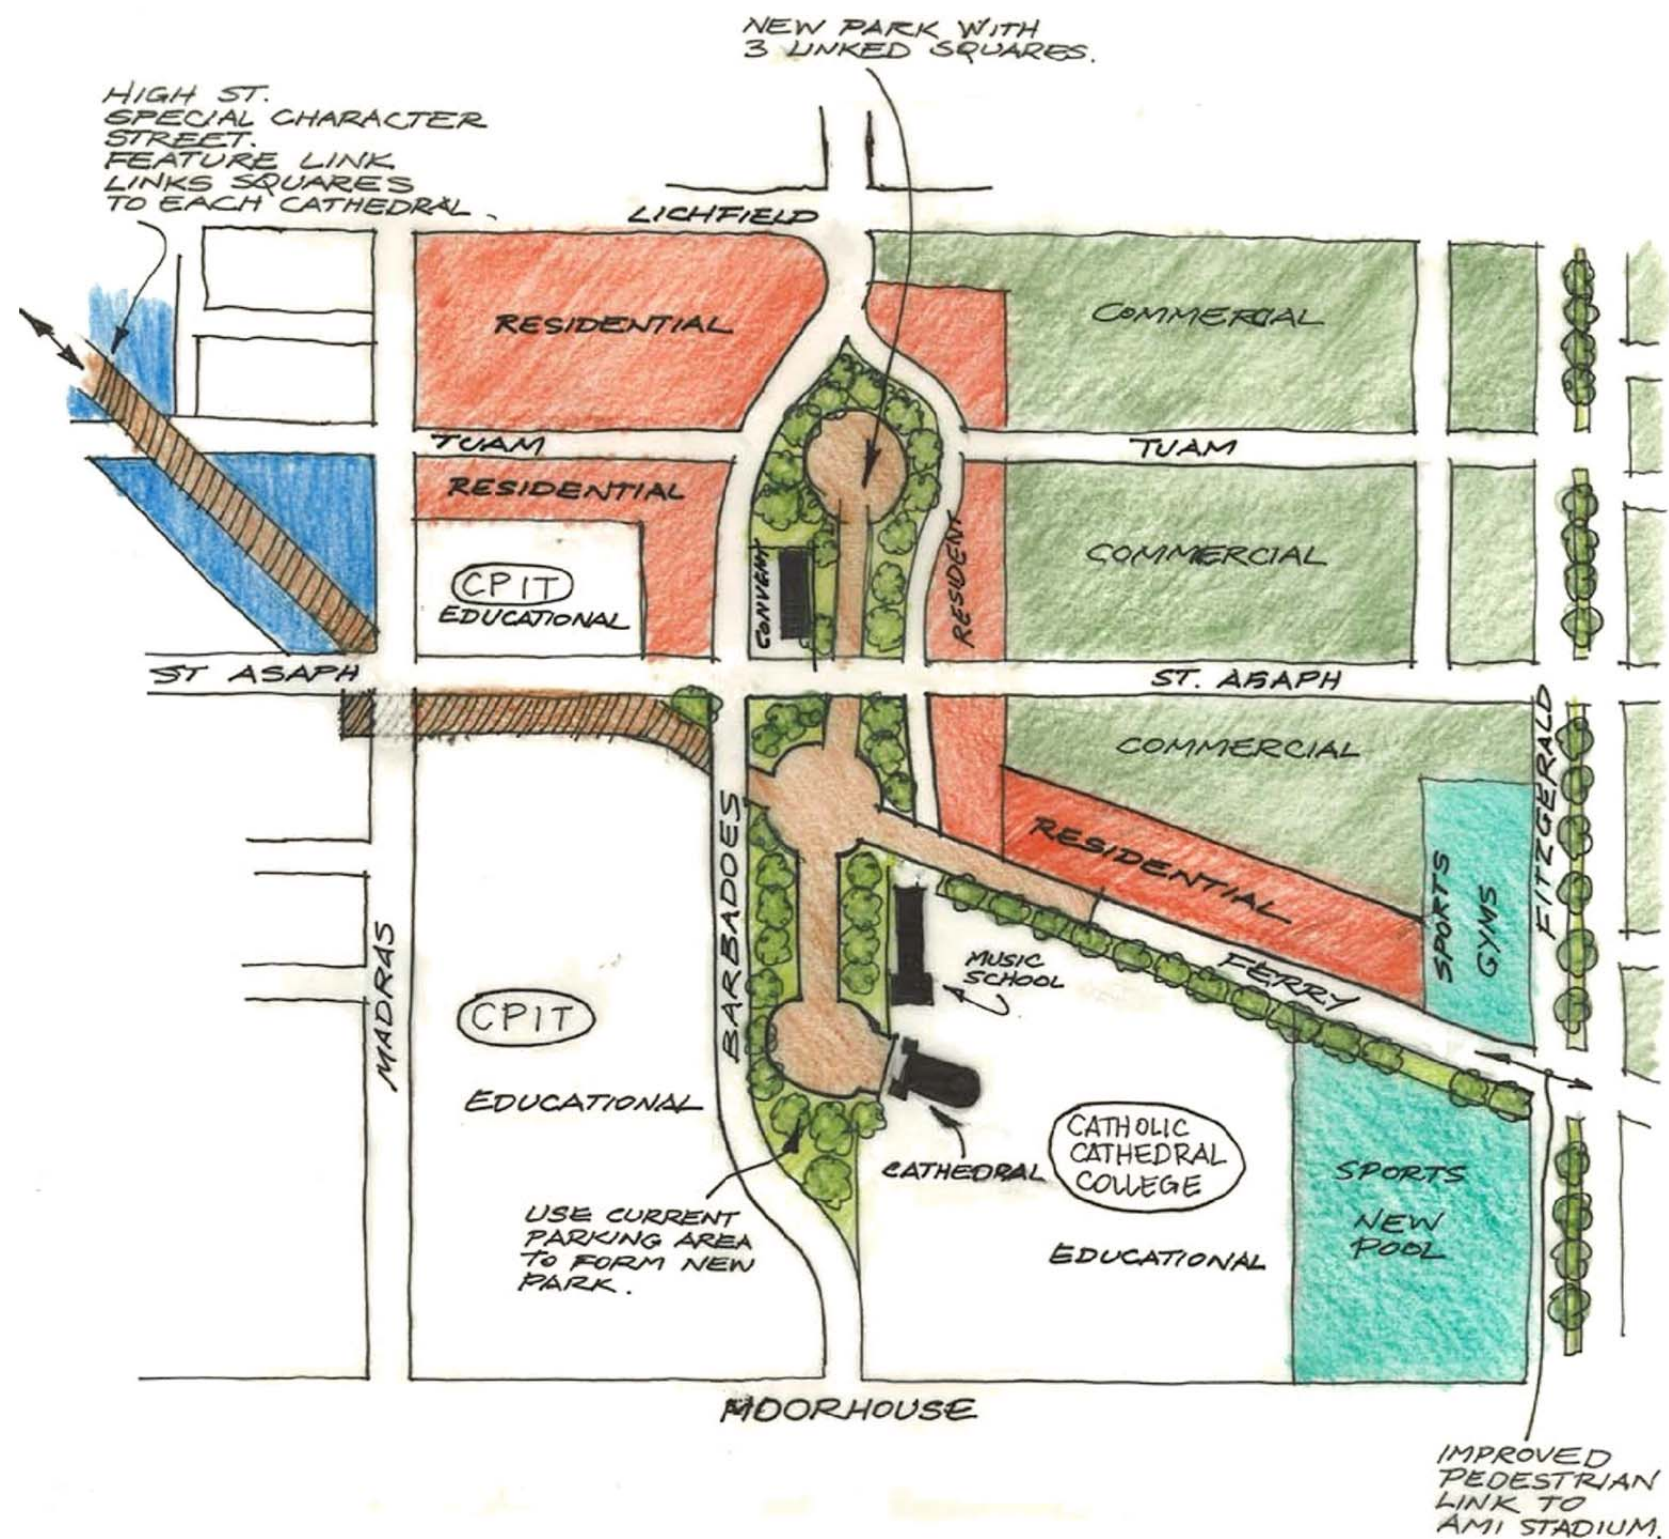 NEW PARK WITH
3 LINKED SQUARES.
HIGH ST.
SPECIAL CHARACTER
STREET.
FEATURE LINK
LINKS SQUARES
TO EACH CATHEDRAL.
LICHFIELD
RESIDENTIAL
COMMERCIAL
TUAM
TUAM
RESIDENTIAL
CPIT
EDUCATIONAL
CONVENT
RESIDENT
COMMERCIAL
ST ASAPH
ST. ASAPH
COMMERCIAL
FITZGERALD
RESIDENTIAL
SPORTS
GYMS
BARBADOES
MADRAS
MUSIC
SCHOOL
FERRY
CPIT
EDUCATIONAL
CATHEDRAL
CATHOLIC
CATHEDRAL
COLLEGE
EDUCATIONAL
SPORTS
NEW
POOL
USE CURRENT
PARKING AREA
TO FORM NEW
PARK.
MOORHOUSE
IMPROVED
PEDESTRIAN
LINK TO
AMI STADIUM.